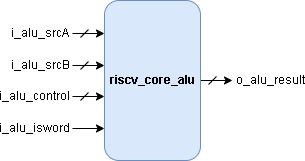 i_alu_srcA
i_alu_srcB
riscv_core_alu
o_alu_result
i_alu_control
i_alu_isword